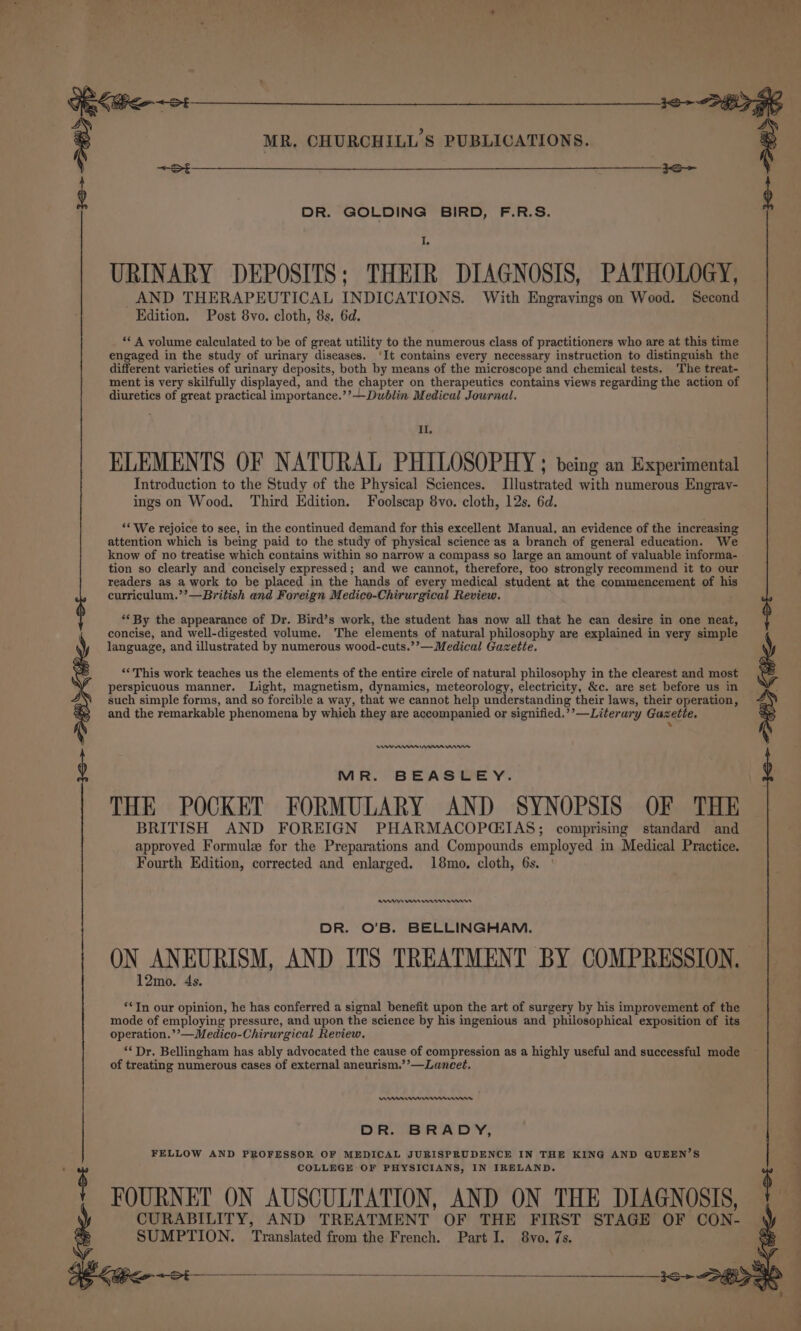 MR. CHURCHILL'S PUBLICATIONS.
DR. GOLDING BIRD, F.R.S.
I.
URINARY DEPOSITS; THEIR DIAGNOSIS, PATHOLOGY,
AND THERAPEUTICAL INDICATIONS. With Engravings on Wood. Second
Edition. Post 8vo. cloth, 8s. 6d.
“A volume calculated to be of great utility to the numerous class of practitioners who are at this time
engaged in the study of urinary diseases. 'It contains every necessary instruction to distinguish the
different varieties of urinary deposits, both by means of the microscope and chemical tests. The treat-
ment is very skilfully displayed, and the chapter on therapeutics contains views regarding the action of
diuretics of great practical importance.”—Dublin Medical Journal.
II.
ELEMENTS OF NATURAL PHILOSOPHY; being an Experimental
Introduction to the Study of the Physical Sciences. Illustrated with numerous Engrav-
ings on Wood. Third Edition. Foolscap 8vo. cloth, 12s. 6d.
“We rejoice to see, in the continued demand for this excellent Manual, an evidence of the increasing
attention which is being paid to the study of physical science as a branch of general education. We
know of no treatise which contains within so narrow a compass so large an amount of valuable informa-
tion so clearly and concisely expressed; and we cannot, therefore, too strongly recommend it to our
readers as a work to be placed in the hands of every medical student at the commencement of his
curriculum.”—British and Foreign Medico-Chirurgical Review.
“By the appearance of Dr. Bird's work, the student has now all that he can desire in one neat,
concise, and well-digested volume. The elements of natural philosophy are explained in very simple
language, and illustrated by numerous wood-cuts.”—Medical Gazette.
“This work teaches us the elements of the entire circle of natural philosophy in the clearest and most
perspicuous manner. Light, magnetism, dynamics, meteorology, electricity, &c. are set before us in
such simple forms, and so forcible a way, that we cannot help understanding their laws, their operation,
and the remarkable phenomena by which they are accompanied or signified.”—Literary Gazette.
MR. BEASLEY.
THE POCKET FORMULARY AND SYNOPSIS OF THE
BRITISH AND FOREIGN PHARMACOPŒIAS; comprising standard and
approved Formulæ for the Preparations and Compounds employed in Medical Practice.
Fourth Edition, corrected and enlarged. 18mo. cloth, 6s.
DR. O'B. BELLINGHAM.
ON ANEURISM, AND ITS TREATMENT BY COMPRESSION.
12mo. 4s.
“In our opinion, he has conferred a signal benefit upon the art of surgery by his improvement of the
mode of employing pressure, and upon the science by his ingenious and philosophical exposition of its
operation.”—Medico-Chirurgical Review.
“Dr. Bellingham has ably advocated the cause of compression as a highly useful and successful mode
of treating numerous cases of external aneurism.”—Lancet.
DR. BRADY,
FELLOW AND PROFESSOR OF MEDICAL JURISPRUDENCE IN THE KING AND QUEEN'S
COLLEGE OF PHYSICIANS, IN IRELAND.
FOURNET ON AUSCULTATION, AND ON THE DIAGNOSIS,
CURABILITY, AND TREATMENT OF THE FIRST STAGE OF CON-
SUMPTION. Translated from the French. Part I. 8vo. 7s.